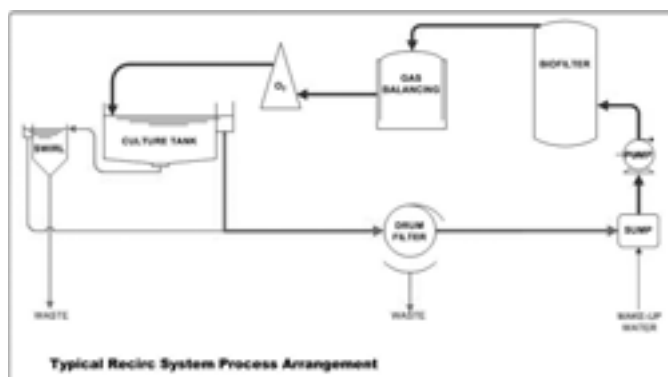 BIOFILTER
GAS
BALANCING
O₂
CULTURE TANK
SWIRL
PUMP
DRUM
FILTER
SUMP
WASTE
WASTE
MAKE-UP
WATER
Typical Recirc System Process Arrangement